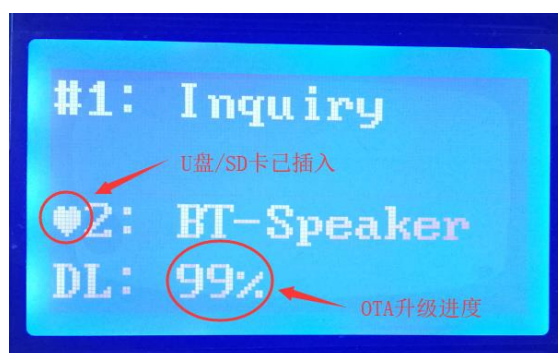 #1: Inquiry
U盘/SD卡已插入
♥2: BT-Speaker
DL: 99%
OTA升级进度